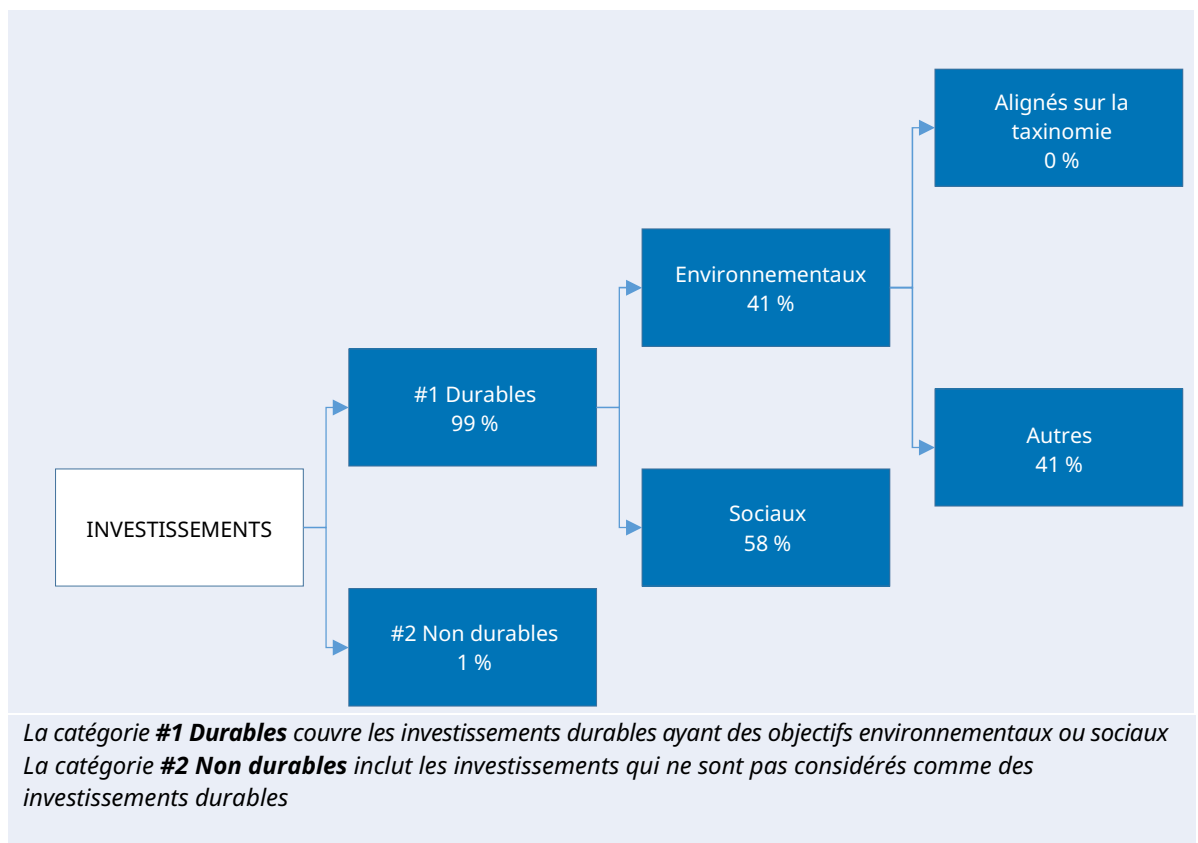 Alignés sur la
taxinomie
0 %
Environnementaux
41 %
#1 Durables
99 %
Autres
41 %
INVESTISSEMENTS
Sociaux
58 %
#2 Non durables
1 %
La catégorie #1 Durables couvre les investissements durables ayant des objectifs environnementaux ou sociaux
La catégorie #2 Non durables inclut les investissements qui ne sont pas considérés comme des
investissements durables